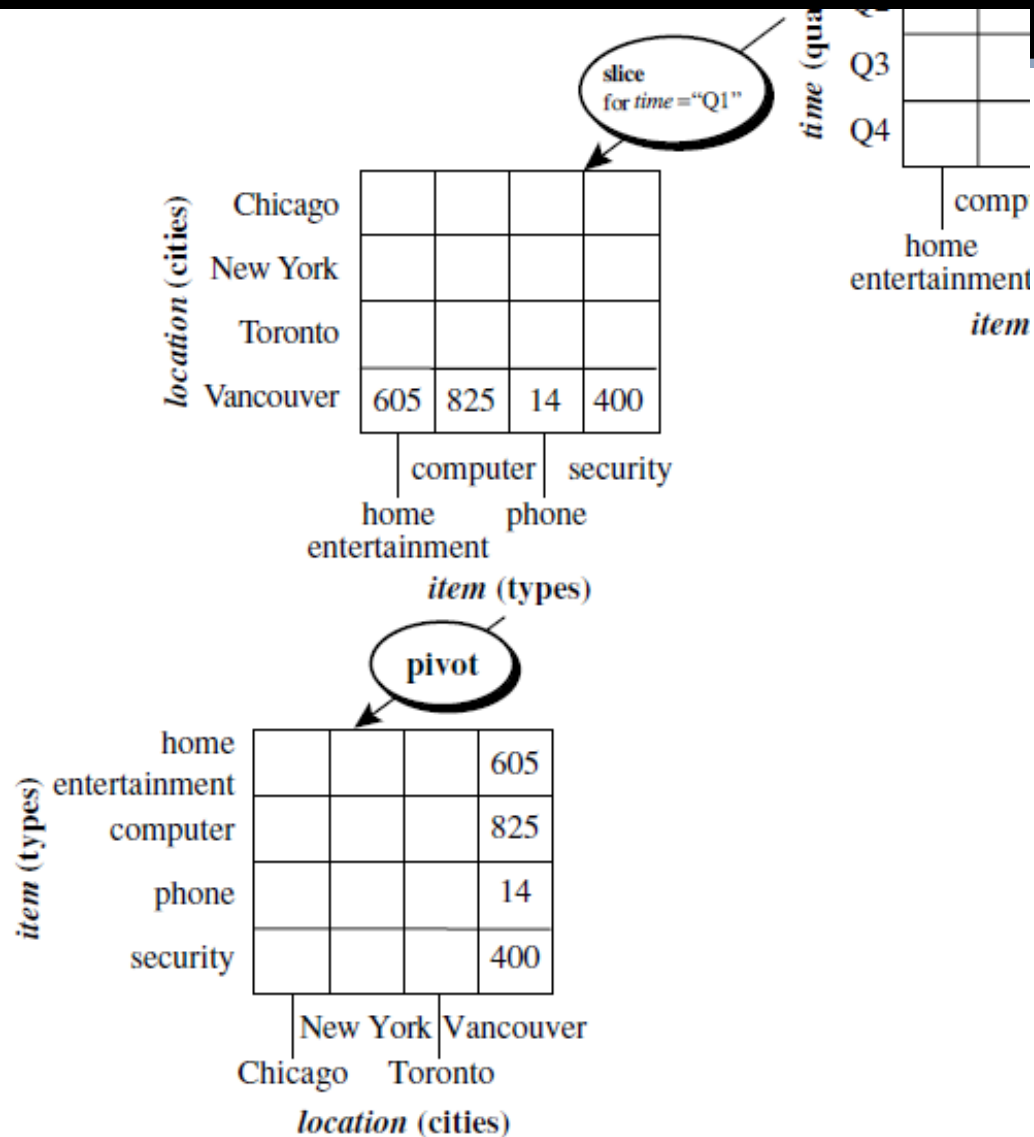 slice
for time = “Q1”
time (qua
Q3
Q4
comp
home
entertainment
item
location (cities)
Chicago
New York
Toronto
Vancouver 605 825 14 400
computer security
home phone
entertainment
item (types)
pivot
item (types)
home
entertainment 605
computer 825
phone 14
security 400
New York Vancouver
Chicago Toronto
location (cities)